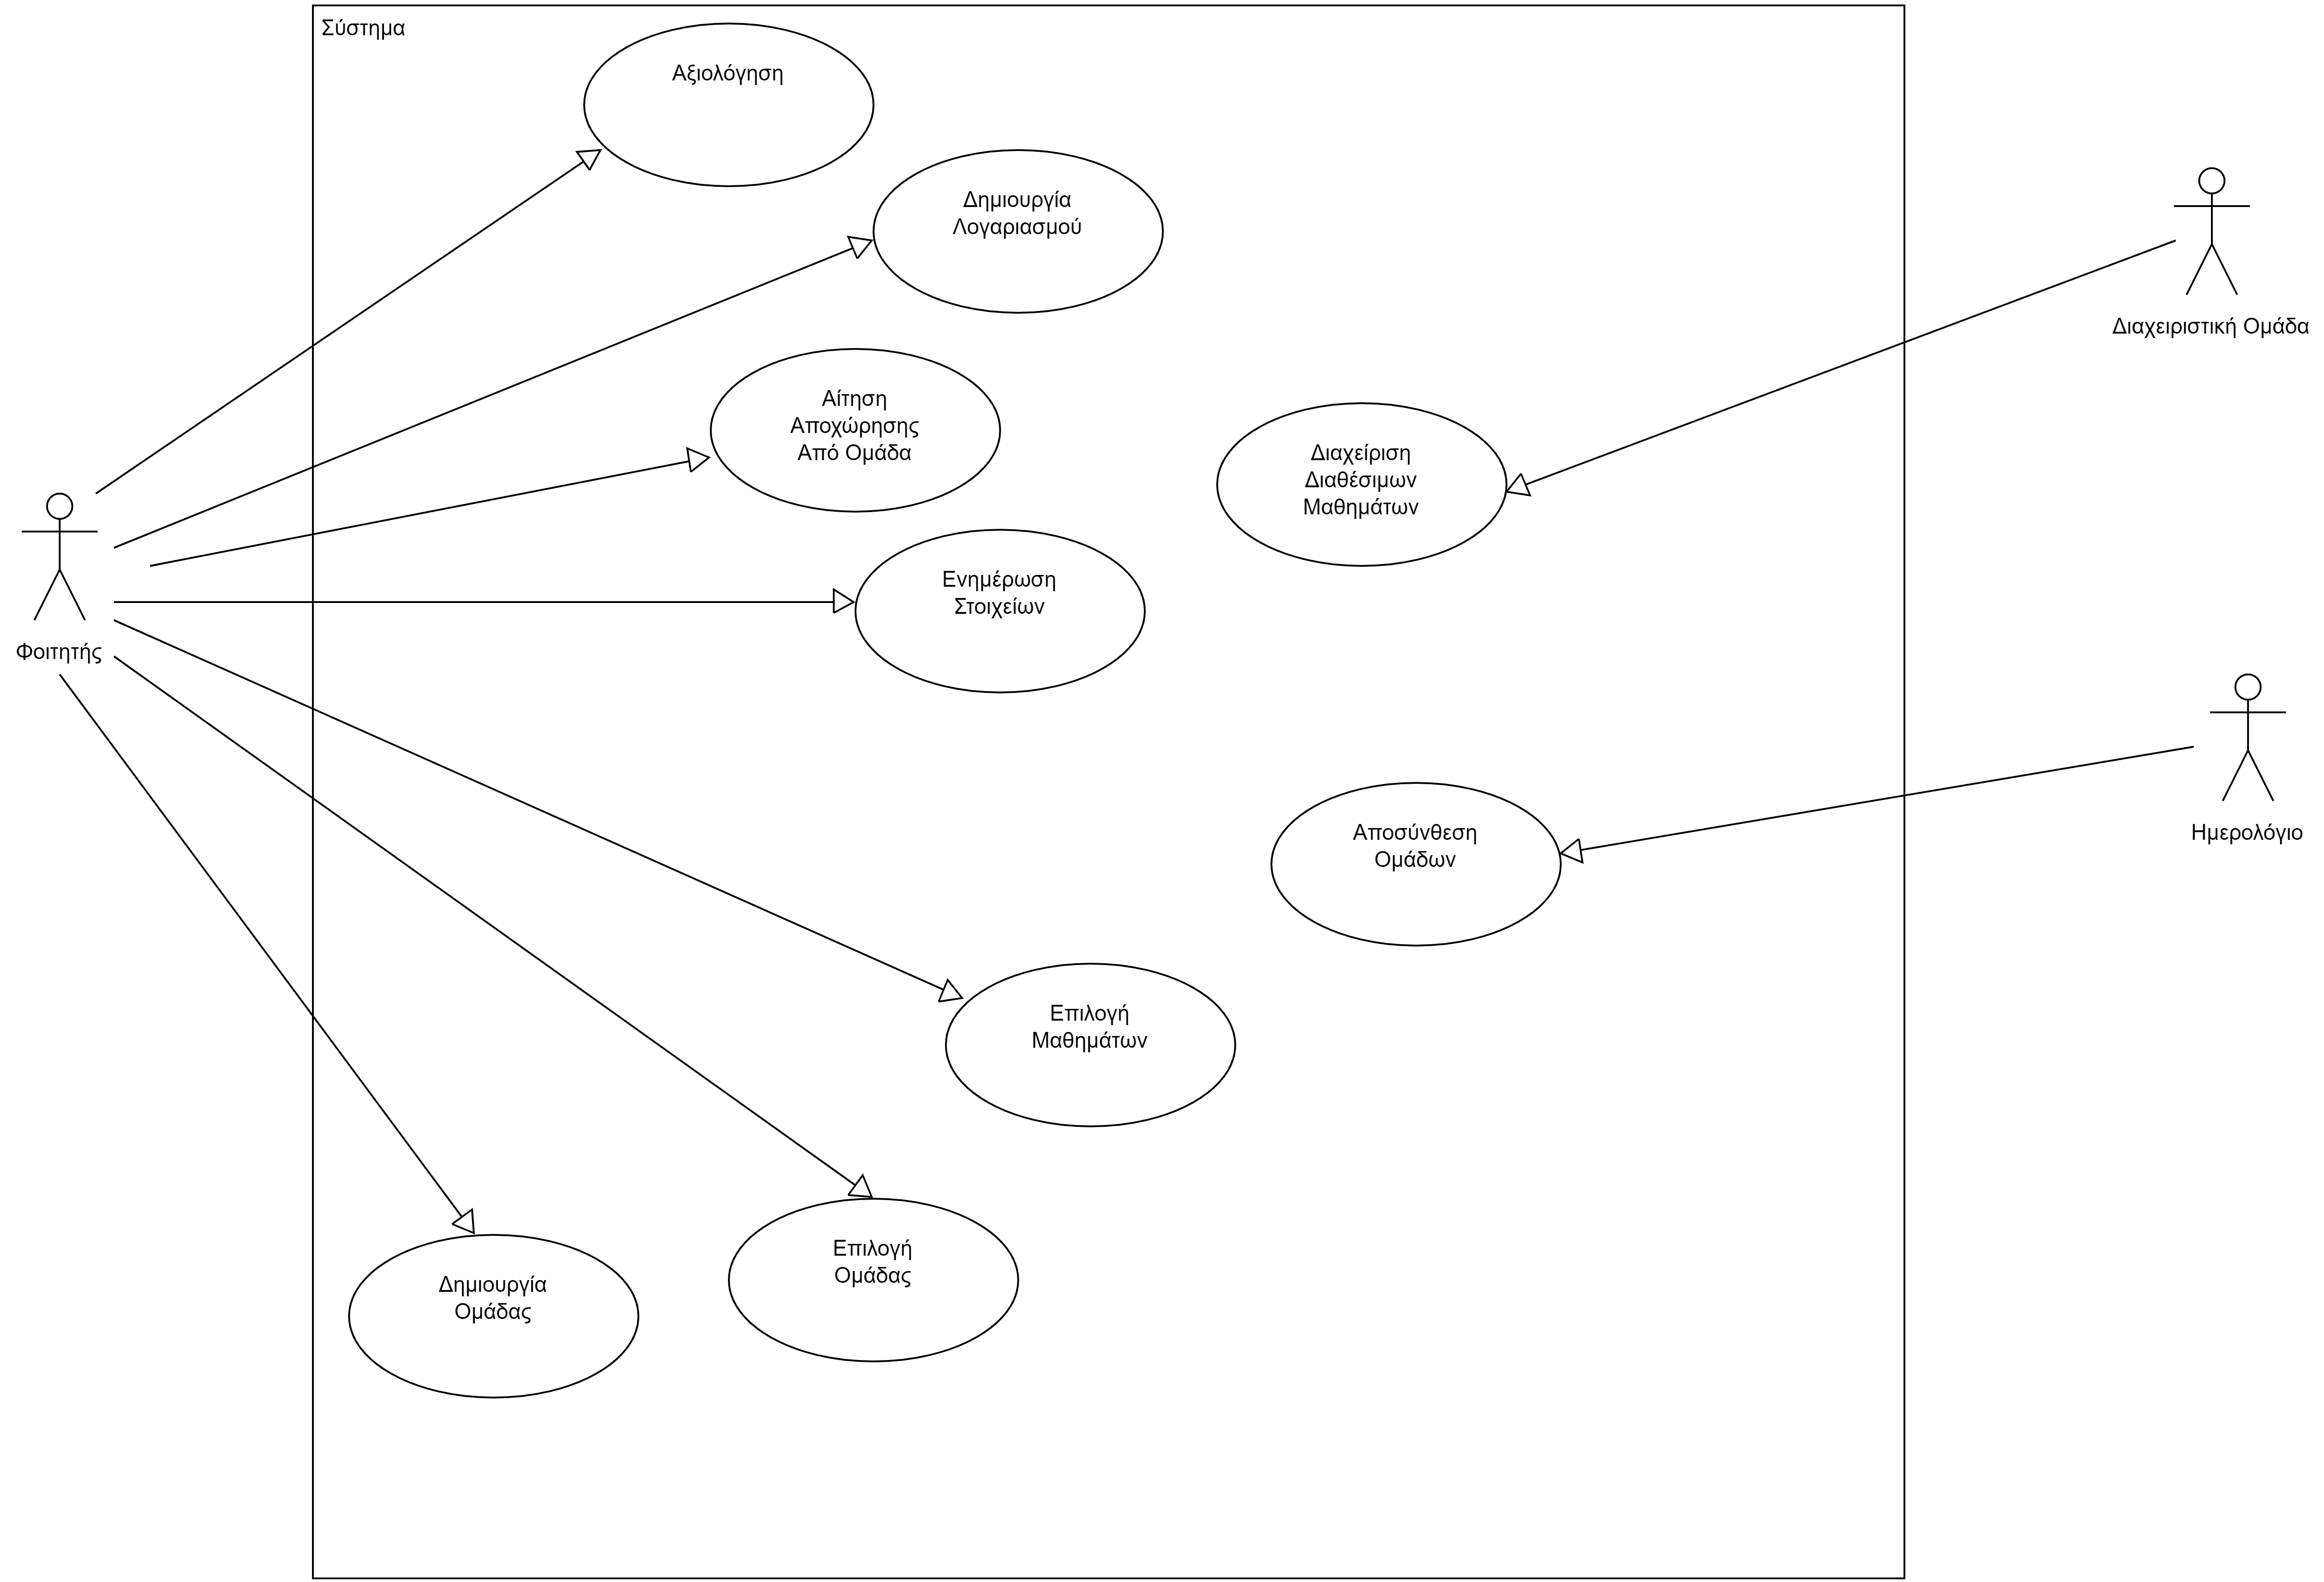 Σύστημα
Αξιολόγηση
Δημιουργία
Λογαριασμού
Διαχειριστική Ομάδα
Αίτηση
Αποχώρησης
Από Ομάδα
Διαχείριση
Διαθέσιμων
Μαθημάτων
Ενημέρωση
Στοιχείων
Φοιτητής
Αποσύνθεση
Ομάδων
Ημερολόγιο
Επιλογή
Μαθημάτων
Επιλογή
Ομάδας
Δημιουργία
Ομάδας